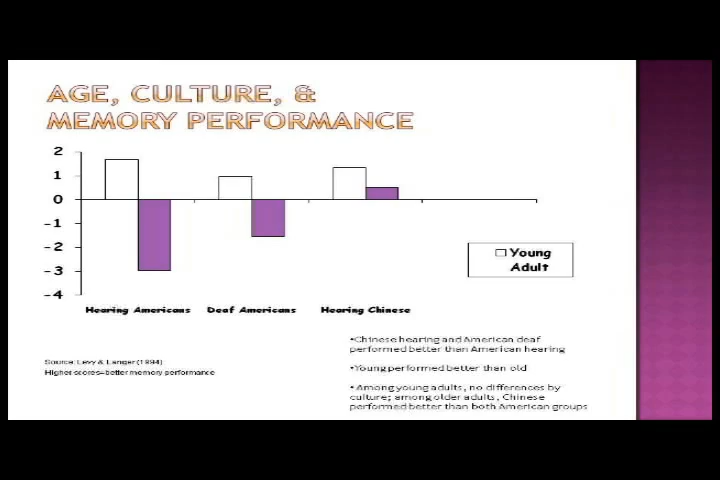 AGE, CULTURE, &
MEMORY PERFORMANCE
2
1
0
-1
-2
-3
-4
Hearing Americans Deaf Americans Hearing Chinese
Young
Adult
Source: Levy & Langer (1994)
Higher scores=better memory performance
•Chinese hearing and American deaf
performed better than American hearing
•Young performed better than old
• Among young adults, no differences by
culture; among older adults, Chinese
performed better than both American groups